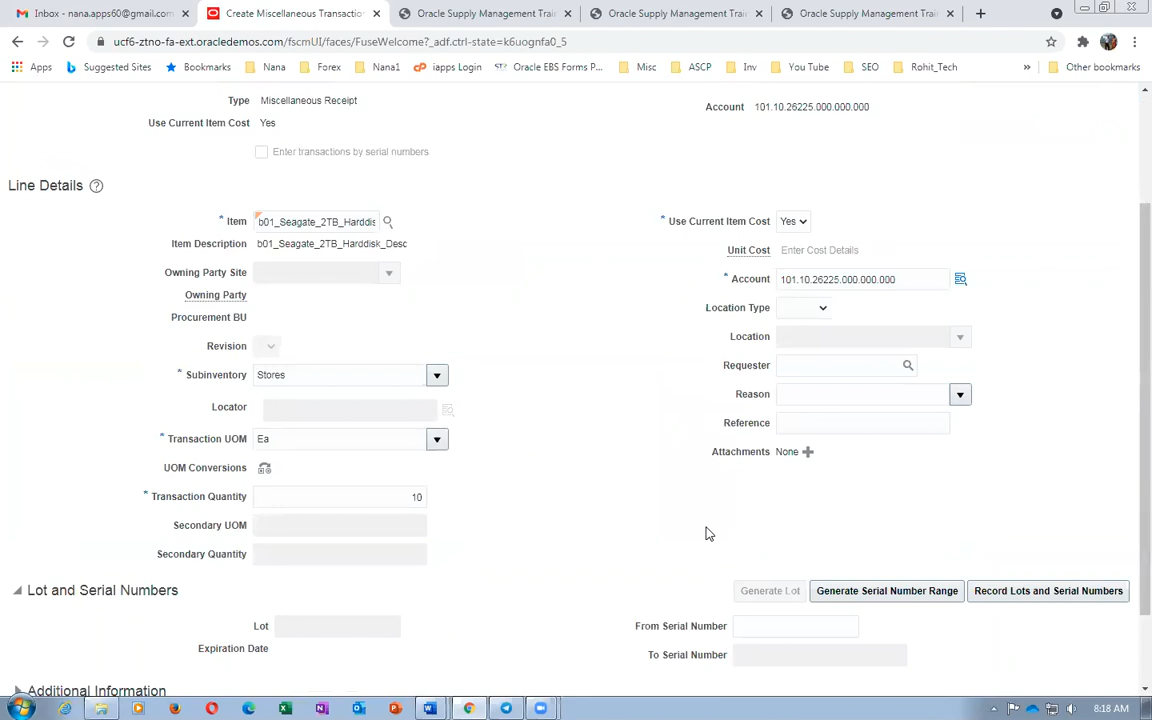 Inbox - nana.apps60@gmail.com
Create Miscellaneous Transactio
Oracle Supply Management Trai
Oracle Supply Management Trai
Oracle Supply Management Trai
ucf6-ztno-fa-ext.oracledemos.com/fscmUI/faces/FuseWelcome?_adf.ctrl-state=k6uognfa0_5
Apps Suggested Sites Bookmarks Nana Forex Nana1 iapps Login Oracle EBS Forms P... Misc ASCP Inv You Tube SEO Rohit_Tech » Other bookmarks
Type Miscellaneous Receipt
Account 101.10.26225.000.000.000
Use Current Item Cost Yes
Enter transactions by serial numbers
Line Details
* Item b01_Seagate_2TB_Harddis
* Use Current Item Cost Yes
Item Description b01_Seagate_2TB_Harddisk_Desc
Unit Cost Enter Cost Details
Owning Party Site
* Account 101.10.26225.000.000.000
Owning Party
Location Type
Procurement BU
Location
Revision
Requester
* Subinventory Stores
Reason
Locator
Reference
* Transaction UOM Ea
Attachments None
UOM Conversions
* Transaction Quantity 10
Secondary UOM
Secondary Quantity
Lot and Serial Numbers
Generate Lot Generate Serial Number Range Record Lots and Serial Numbers
Lot
From Serial Number
Expiration Date
To Serial Number
Additional Information
8:18 AM